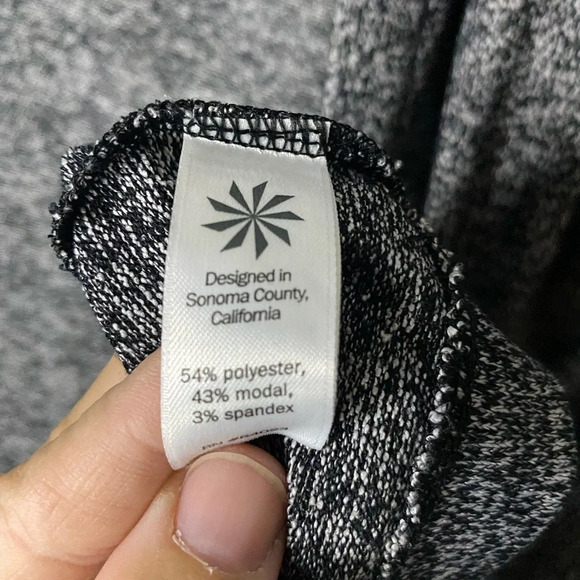 Designed in
Sonoma County,
California
54% polyester,
43% modal,
3% spandex